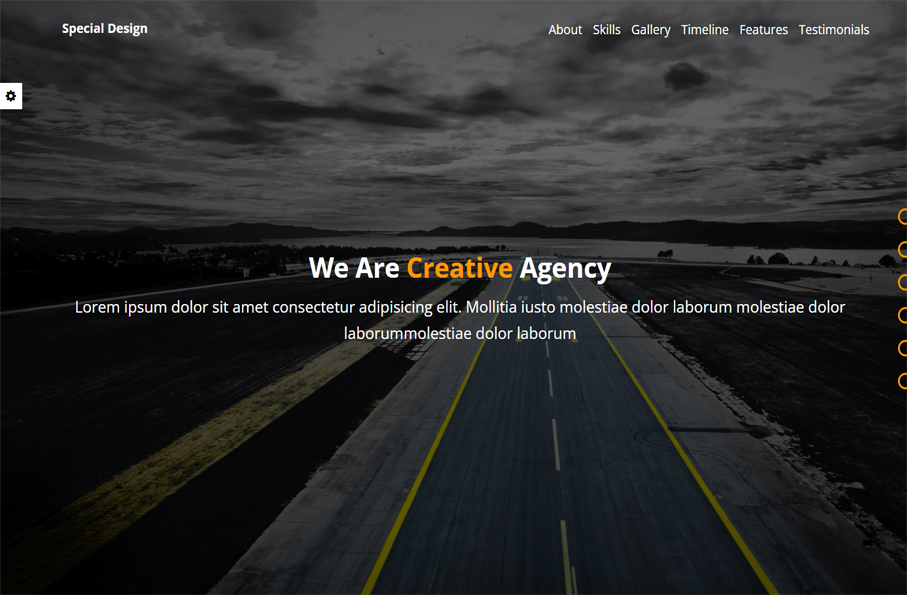 Special Design
About Skills Gallery Timeline Features Testimonials
We Are Creative Agency
Lorem ipsum dolor sit amet consectetur adipisicing elit. Mollitia iusto molestiae dolor laborum molestiae dolor
laborummolestiae dolor laborum